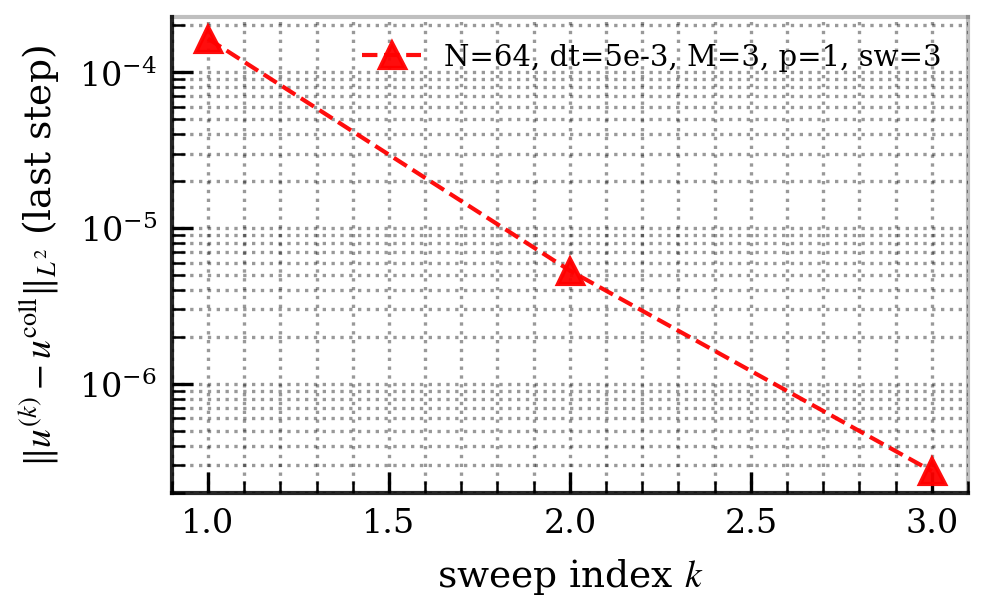 ‖u^(k) − u^coll‖_L² (last step)
N=64, dt=5e-3, M=3, p=1, sw=3
10⁻⁴
10⁻⁵
10⁻⁶
1.0 1.5 2.0 2.5 3.0
sweep index k